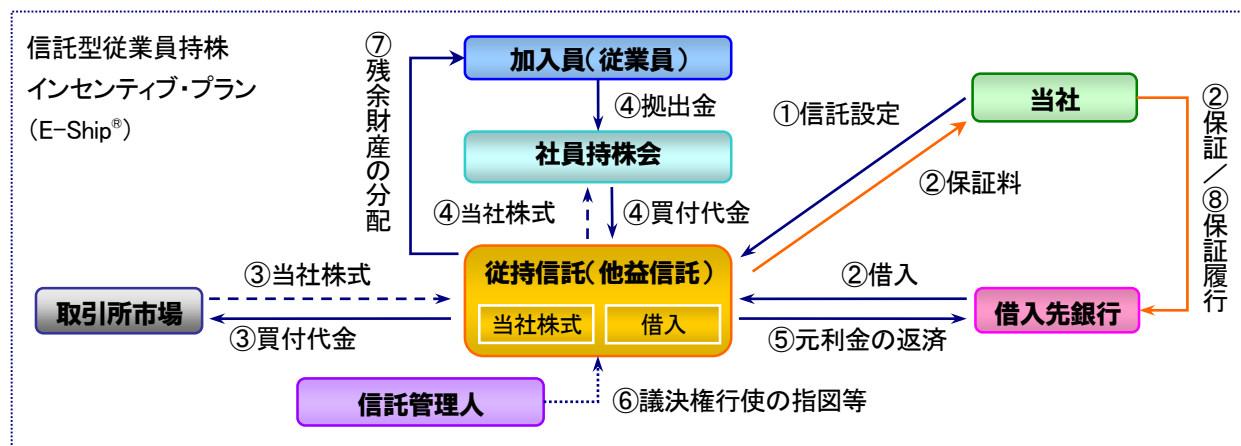 信託型従業員持株
インセンティブ・プラン
(E-Ship®)
⑦残余財産の分配
加入員(従業員)
④拠出金
社員持株会
④当社株式
④買付代金
①信託設定
当社
②保証料
②保証/⑧保証履行
従持信託(他益信託)
当社株式
借入
③当社株式
取引所市場
③買付代金
②借入
借入先銀行
⑤元利金の返済
信託管理人
⑥議決権行使の指図等